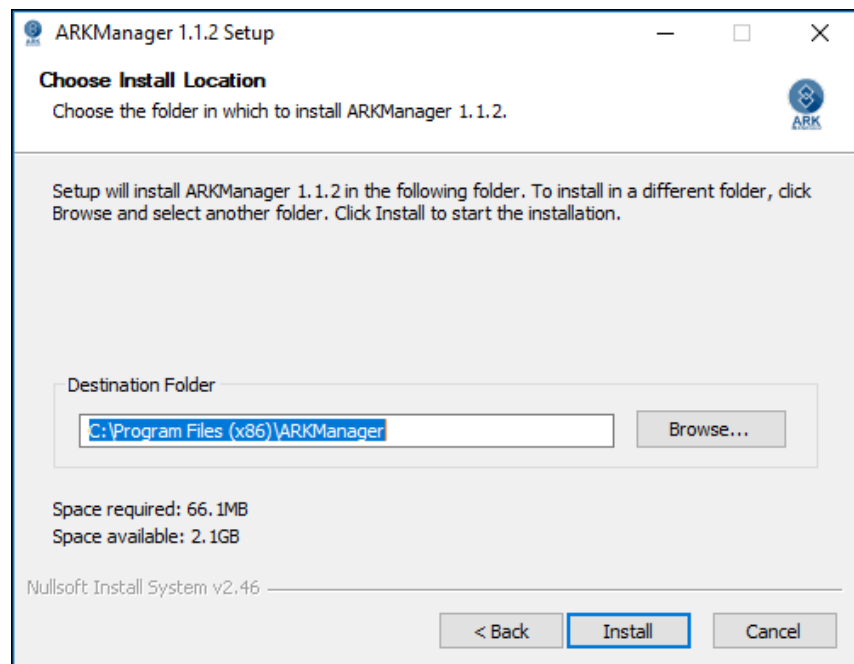 ARKManager 1.1.2 Setup
Choose Install Location
Choose the folder in which to install ARKManager 1.1.2.
ARK
Setup will install ARKManager 1.1.2 in the following folder. To install in a different folder, click
Browse and select another folder. Click Install to start the installation.
Destination Folder
C:\Program Files (x86)\ARKManager
Browse...
Space required: 66.1MB
Space available: 2.1GB
Nullsoft Install System v2.46
< Back
Install
Cancel